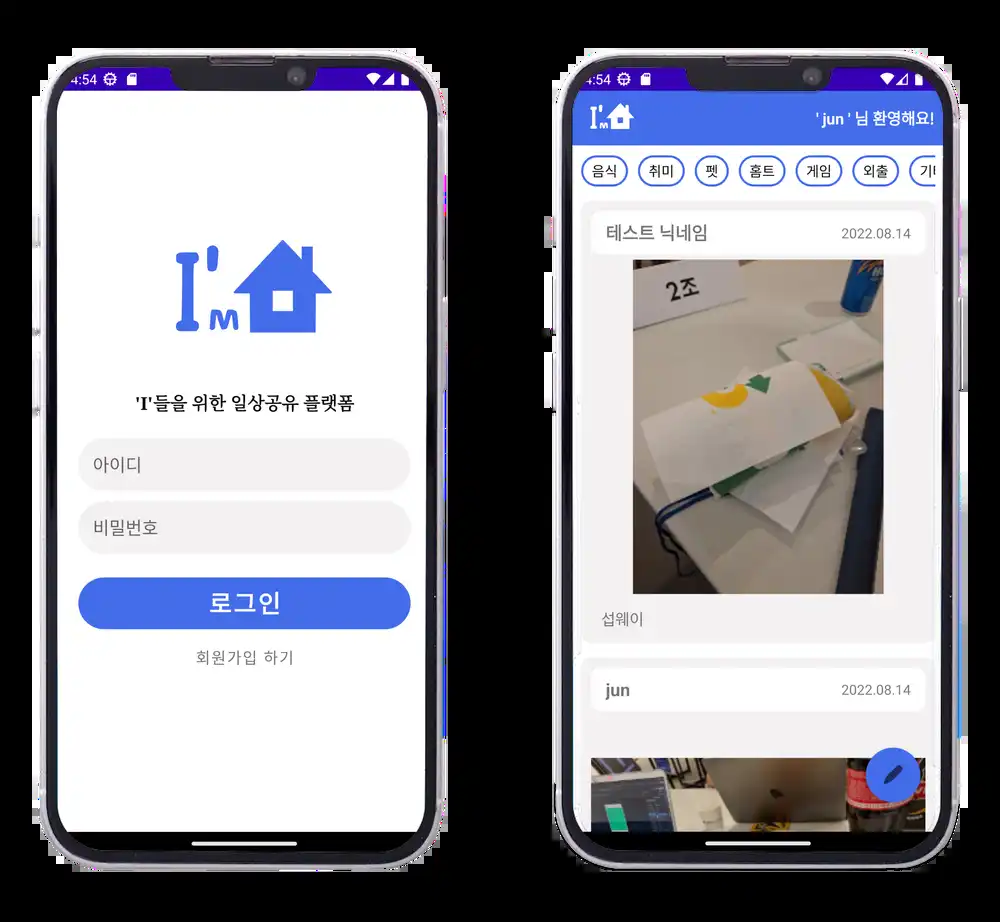 4:54
I'M
'I'들을 위한 일상공유 플랫폼
아이디
비밀번호
로그인
회원가입 하기
4:54
I'M
' jun ' 님 환영해요!
음식 취미 펫 홈트 게임 외출
테스트 닉네임 2022.08.14
2조
섭웨이
jun 2022.08.14